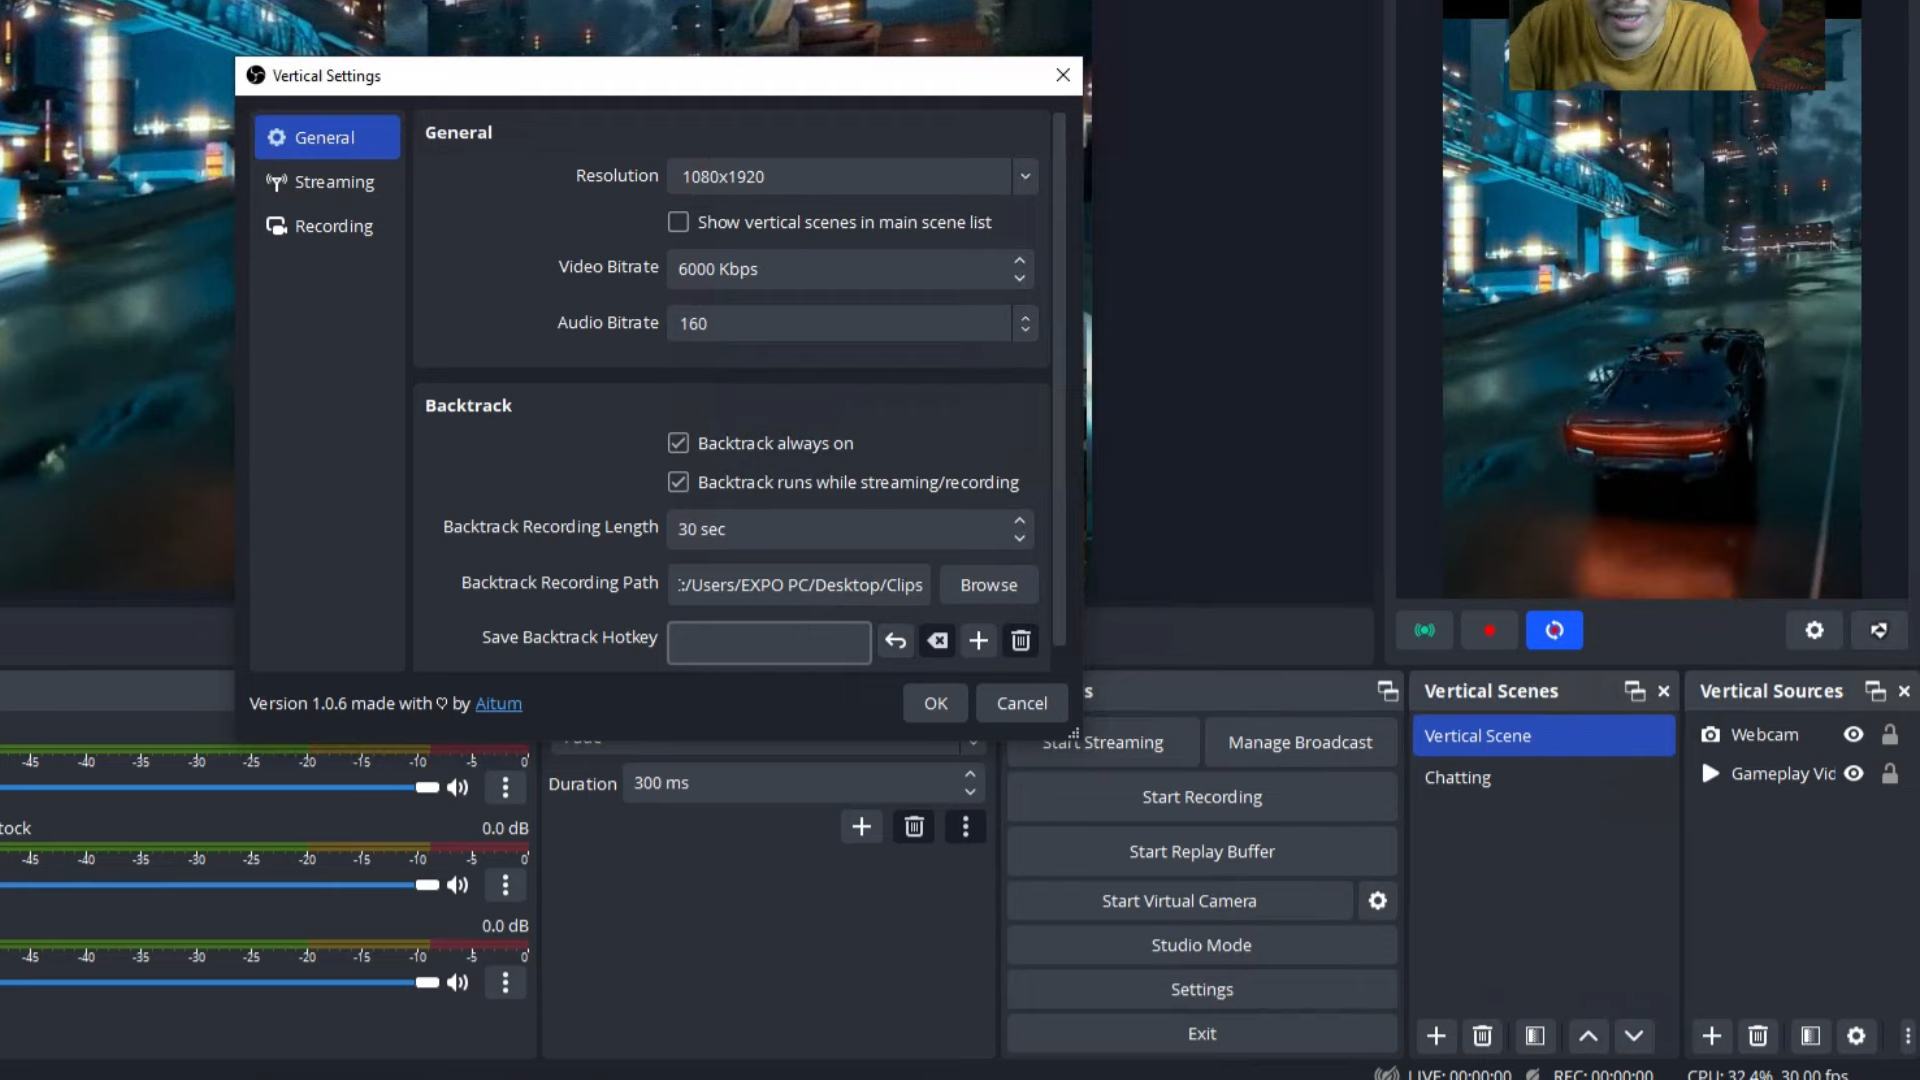 Vertical Settings
General
Streaming
Recording
General
Resolution 1080x1920
Show vertical scenes in main scene list
Video Bitrate 6000 Kbps
Audio Bitrate 160
Backtrack
Backtrack always on
Backtrack runs while streaming/recording
Backtrack Recording Length 30 sec
Backtrack Recording Path :/Users/EXPO PC/Desktop/Clips Browse
Save Backtrack Hotkey
Version 1.0.6 made with ♡ by Aitum
OK Cancel
-45 -40 -35 -30 -25 -20 -15 -10 -5 0
tock 0.0 dB
-45 -40 -35 -30 -25 -20 -15 -10 -5 0
0.0 dB
-45 -40 -35 -30 -25 -20 -15 -10 -5 0
Duration 300 ms
s
Start Streaming Manage Broadcast
Start Recording
Start Replay Buffer
Start Virtual Camera
Studio Mode
Settings
Exit
Vertical Scenes
Vertical Scene
Chatting
Vertical Sources
Webcam
Gameplay Vid
LIVE: 00:00:00 REC: 00:00:00 CPU: 32.4%, 30.00 fps